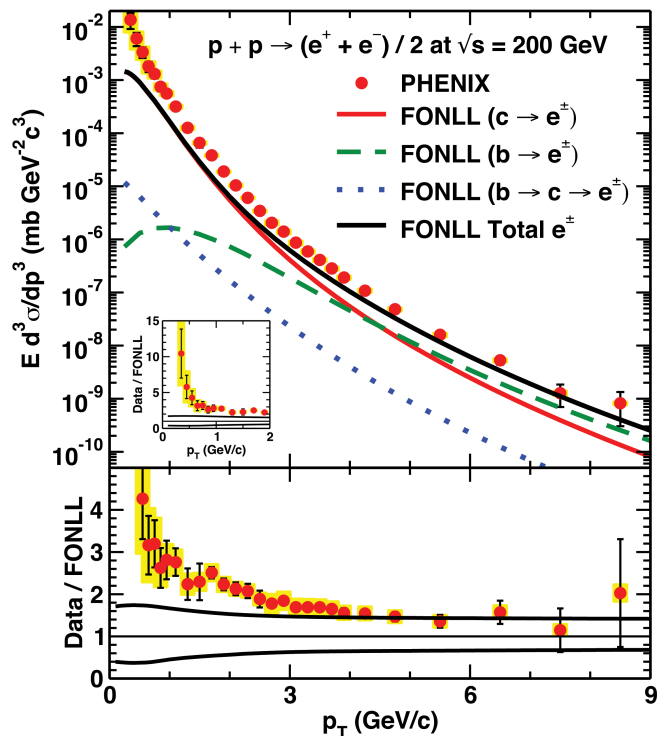 p + p → (e⁺ + e⁻) / 2 at √s = 200 GeV
PHENIX
FONLL (c → e±)
FONLL (b → e±)
FONLL (b → c → e±)
FONLL Total e±
E d³σ/dp³ (mb GeV⁻²c³)
10⁻²
10⁻³
10⁻⁴
10⁻⁵
10⁻⁶
10⁻⁷
10⁻⁸
10⁻⁹
10⁻¹⁰
Data / FONLL
15
10
5
0
0 1 2
p_T (GeV/c)
Data / FONLL
4
3
2
1
0
0 3 6 9
p_T (GeV/c)